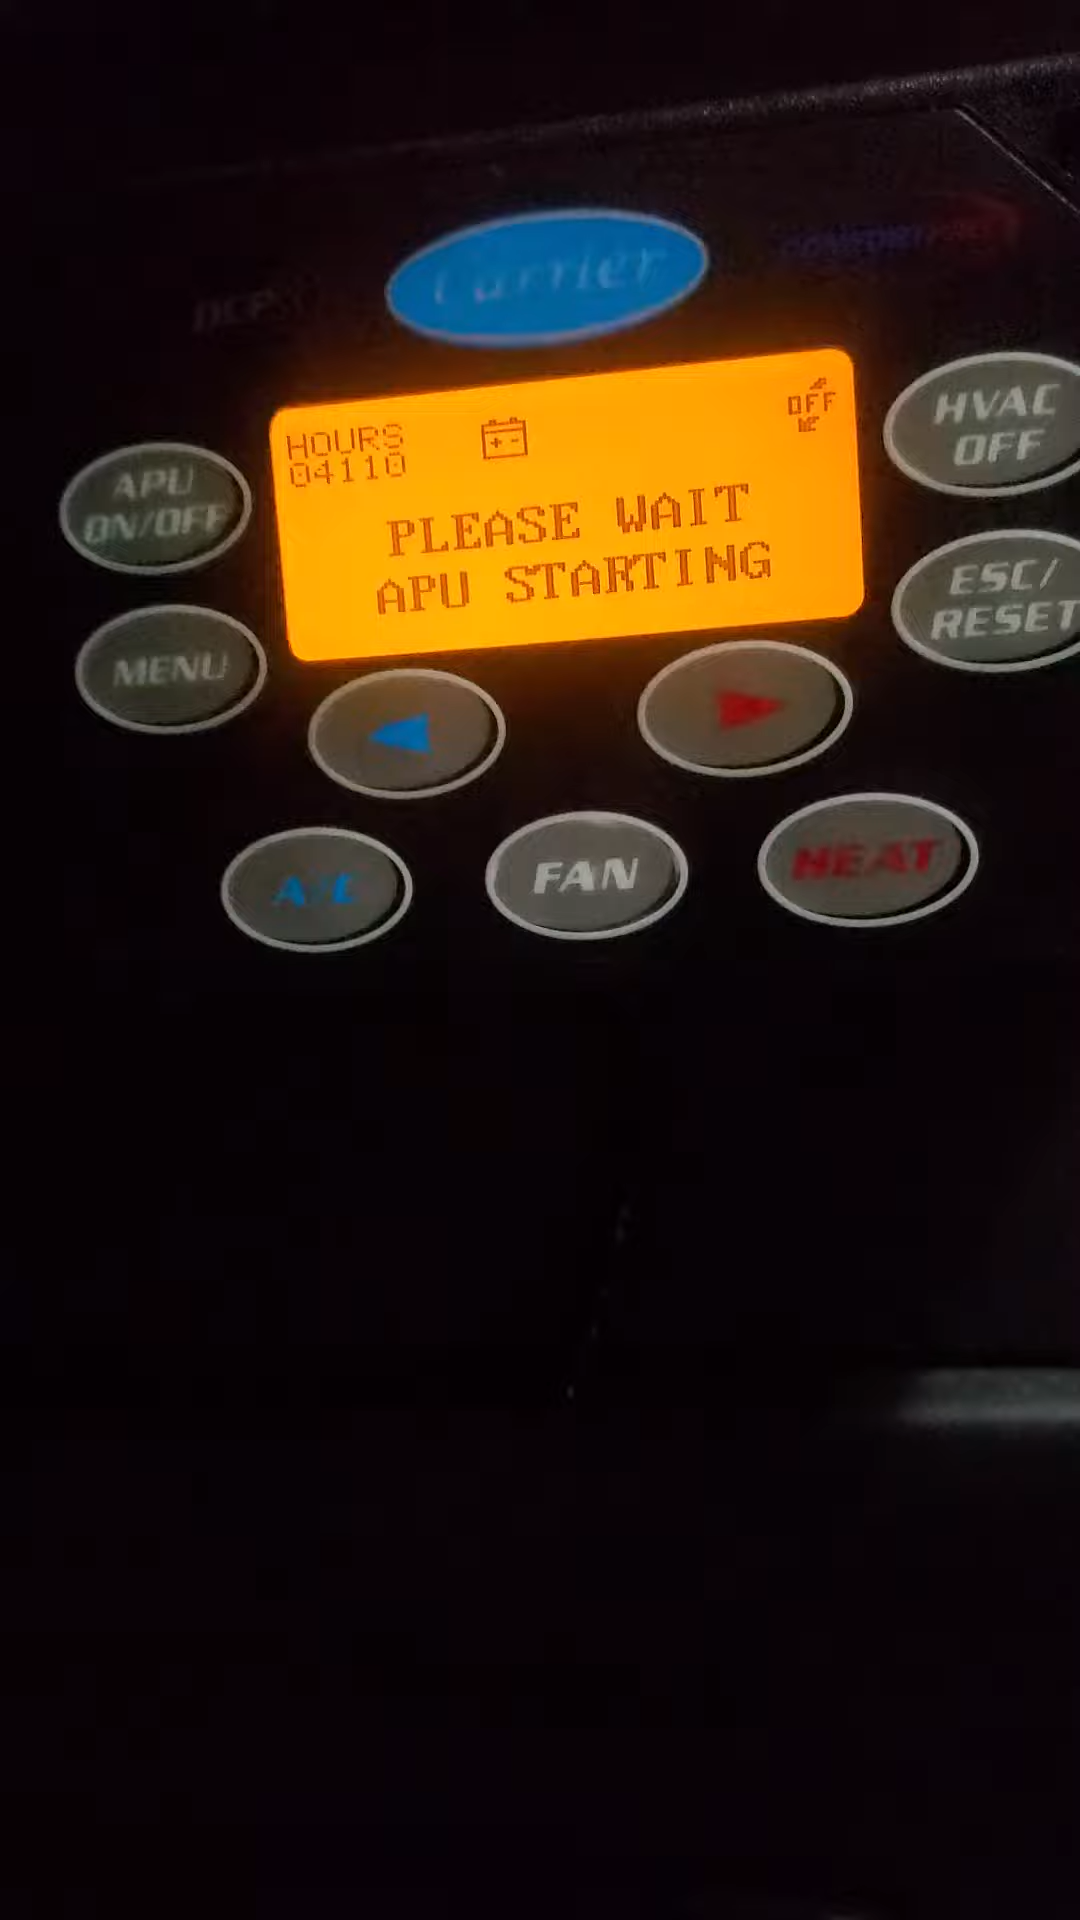 Carrier
HOURS
04110
OFF
PLEASE WAIT
APU STARTING
APU
ON/OFF
HVAC
OFF
MENU
ESC/
RESET
A/C
FAN
HEAT